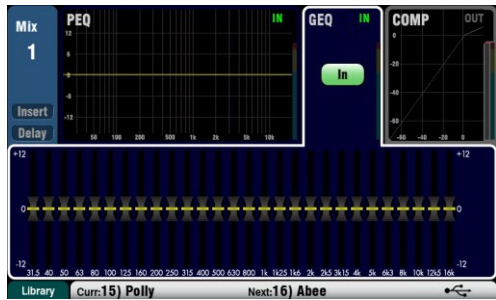 Mix
1
Insert
Delay
PEQ IN
12
6
0
-6
-12
50 100 200 500 1k 2k 5k 10k
GEQ IN
In
COMP OUT
0
-20
-40
-60
-60 -40 -20 0
+12 +12
0 0
-12 -12
31.5 40 50 63 80 100 125 160 200 250 315 400 500 630 800 1k 1k25 1k6 2k 2k5 3k15 4k 5k 6k3 8k 10k 12k5 16k
Library Curr:15) Polly Next:16) Abee